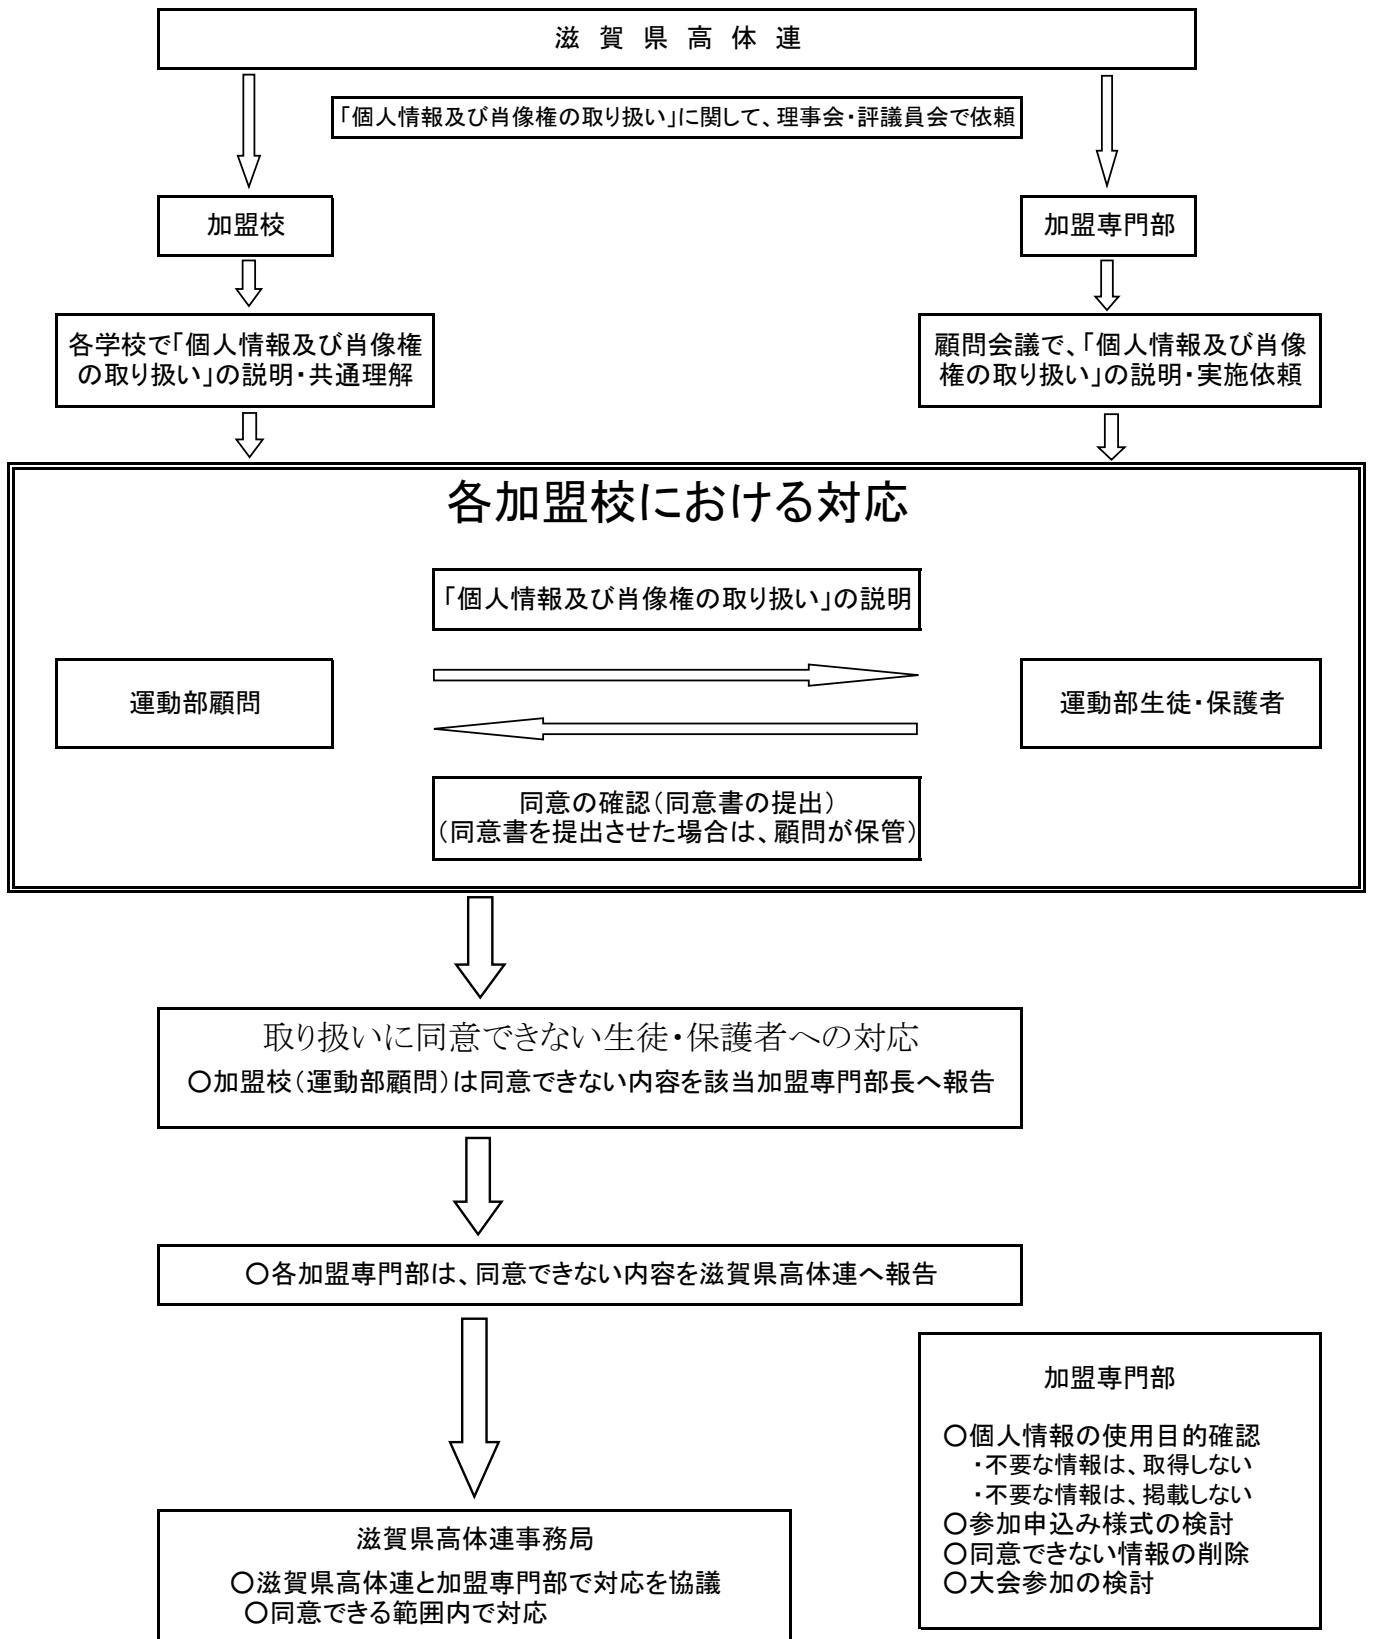 滋賀県高体連
「個人情報及び肖像権の取り扱い」に関して、理事会・評議員会で依頼
加盟校
加盟専門部
各学校で「個人情報及び肖像権
の取り扱い」の説明・共通理解
顧問会議で、「個人情報及び肖像
権の取り扱い」の説明・実施依頼
各加盟校における対応
「個人情報及び肖像権の取り扱い」の説明
運動部顧問
運動部生徒・保護者
同意の確認（同意書の提出）
（同意書を提出させた場合は、顧問が保管）
取り扱いに同意できない生徒・保護者への対応
○加盟校（運動部顧問）は同意できない内容を該当加盟専門部長へ報告
○各加盟専門部は、同意できない内容を滋賀県高体連へ報告
加盟専門部
○個人情報の使用目的確認
・不要な情報は、取得しない
・不要な情報は、掲載しない
○参加申込み様式の検討
○同意できない情報の削除
○大会参加の検討
滋賀県高体連事務局
○滋賀県高体連と加盟専門部で対応を協議
○同意できる範囲内で対応